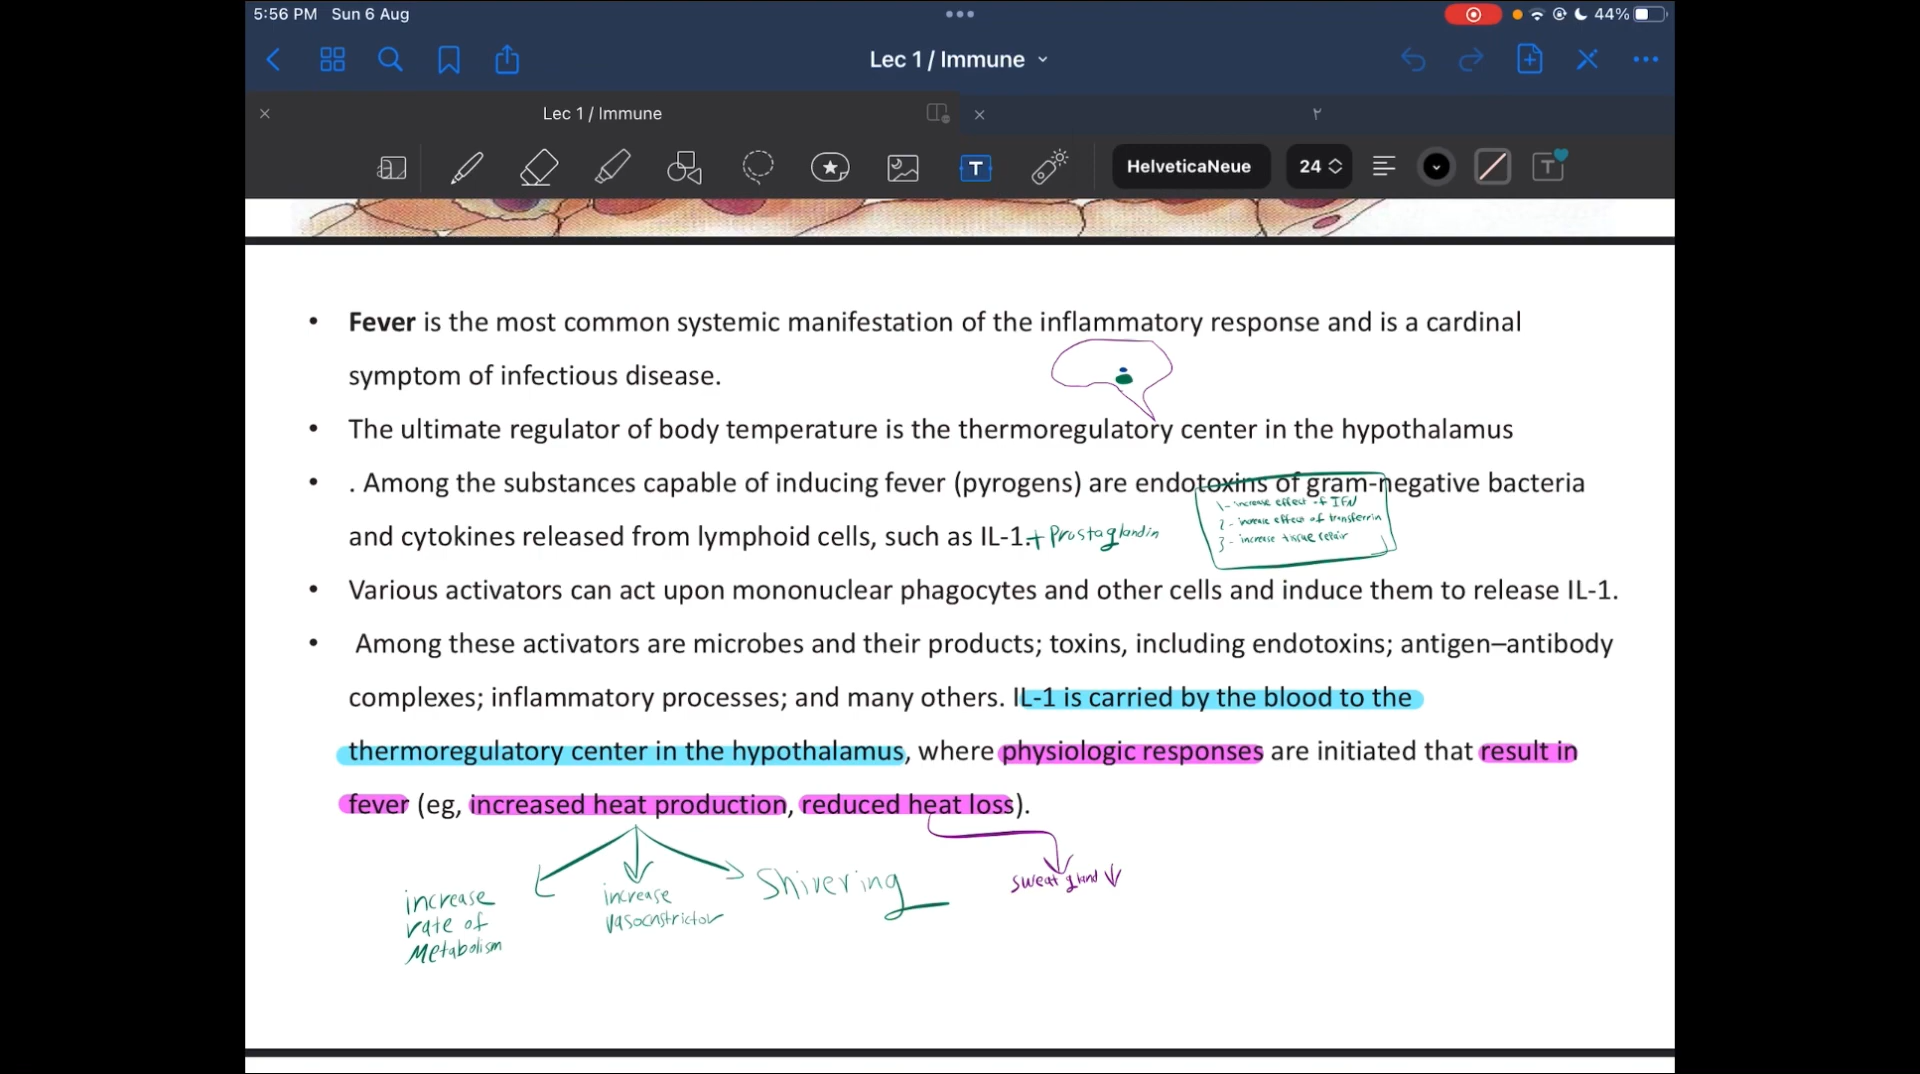 5:56 PM Sun 6 Aug
44%
Lec 1 / Immune
Lec 1 / Immune
٢
HelveticaNeue
24
• Fever is the most common systemic manifestation of the inflammatory response and is a cardinal
symptom of infectious disease.
• The ultimate regulator of body temperature is the thermoregulatory center in the hypothalamus
• . Among the substances capable of inducing fever (pyrogens) are endotoxins of gram-negative bacteria
1- increase effect of IFN
2- increase effect of transferrin
3- increase tissue repair
and cytokines released from lymphoid cells, such as IL-1. + Prostaglandin
• Various activators can act upon mononuclear phagocytes and other cells and induce them to release IL-1.
• Among these activators are microbes and their products; toxins, including endotoxins; antigen–antibody
complexes; inflammatory processes; and many others. IL-1 is carried by the blood to the
thermoregulatory center in the hypothalamus, where physiologic responses are initiated that result in
fever (eg, increased heat production, reduced heat loss).
increase
rate of
Metabolism
increase
vasocnstrictor
Shivering
sweat gland ↓